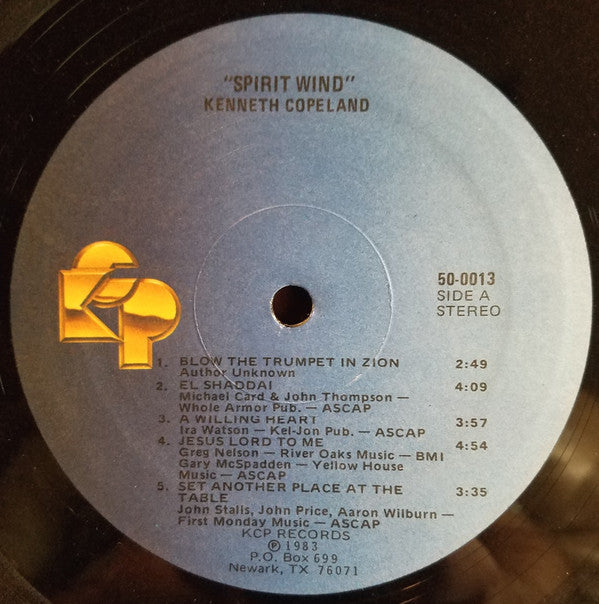 "SPIRIT WIND"
KENNETH COPELAND
KCP
50-0013
SIDE A
STEREO
1. BLOW THE TRUMPET IN ZION 2:49
Author Unknown
2. EL SHADDAI 4:09
Michael Card & John Thompson —
Whole Armor Pub. — ASCAP
3. A WILLING HEART 3:57
Ira Watson — Kel-Jon Pub. — ASCAP
4. JESUS LORD TO ME 4:54
Greg Nelson — River Oaks Music — BMI
Gary McSpadden — Yellow House
Music — ASCAP
5. SET ANOTHER PLACE AT THE 3:35
TABLE
John Stalls, John Price, Aaron Wilburn —
First Monday Music — ASCAP
KCP RECORDS
℗ 1983
P.O. Box 699
Newark, TX 76071